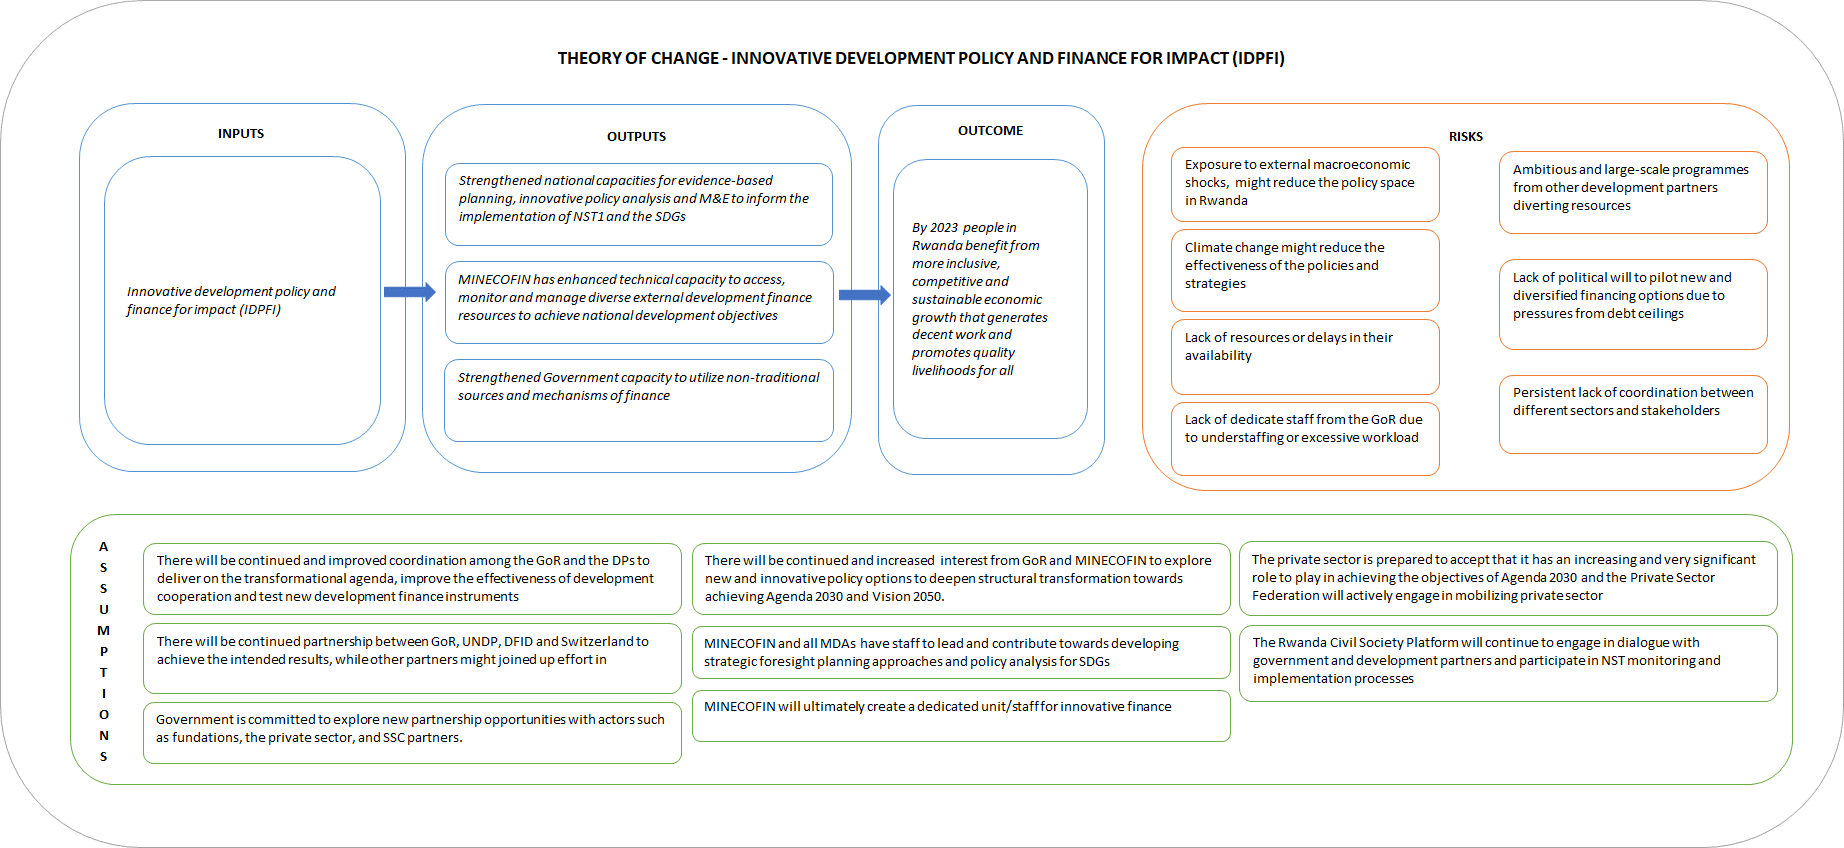 THEORY OF CHANGE - INNOVATIVE DEVELOPMENT POLICY AND FINANCE FOR IMPACT (IDPFI)
INPUTS
Innovative development policy and
finance for impact (IDPFI)
OUTPUTS
Strengthened national capacities for evidence-based
planning, innovative policy analysis and M&E to inform the
implementation of NST1 and the SDGs
MINECOFIN has enhanced technical capacity to access,
monitor and manage diverse external development finance
resources to achieve national development objectives
Strengthened Government capacity to utilize non-traditional
sources and mechanisms of finance
OUTCOME
By 2023 people in
Rwanda benefit from
more inclusive,
competitive and
sustainable economic
growth that generates
decent work and
promotes quality
livelihoods for all
RISKS
Exposure to external macroeconomic
shocks, might reduce the policy space
in Rwanda
Climate change might reduce the
effectiveness of the policies and
strategies
Lack of resources or delays in their
availability
Lack of dedicate staff from the GoR due
to understaffing or excessive workload
Ambitious and large-scale programmes
from other development partners
diverting resources
Lack of political will to pilot new and
diversified financing options due to
pressures from debt ceilings
Persistent lack of coordination between
different sectors and stakeholders
A
S
S
U
M
P
T
I
O
N
S
There will be continued and improved coordination among the GoR and the DPs to
deliver on the transformational agenda, improve the effectiveness of development
cooperation and test new development finance instruments
There will be continued partnership between GoR, UNDP, DFID and Switzerland to
achieve the intended results, while other partners might joined up effort in
Government is committed to explore new partnership opportunities with actors such
as fundations, the private sector, and SSC partners.
There will be continued and increased interest from GoR and MINECOFIN to explore
new and innovative policy options to deepen structural transformation towards
achieving Agenda 2030 and Vision 2050.
MINECOFIN and all MDAs have staff to lead and contribute towards developing
strategic foresight planning approaches and policy analysis for SDGs
MINECOFIN will ultimately create a dedicated unit/staff for innovative finance
The private sector is prepared to accept that it has an increasing and very significant
role to play in achieving the objectives of Agenda 2030 and the Private Sector
Federation will actively engage in mobilizing private sector
The Rwanda Civil Society Platform will continue to engage in dialogue with
government and development partners and participate in NST monitoring and
implementation processes